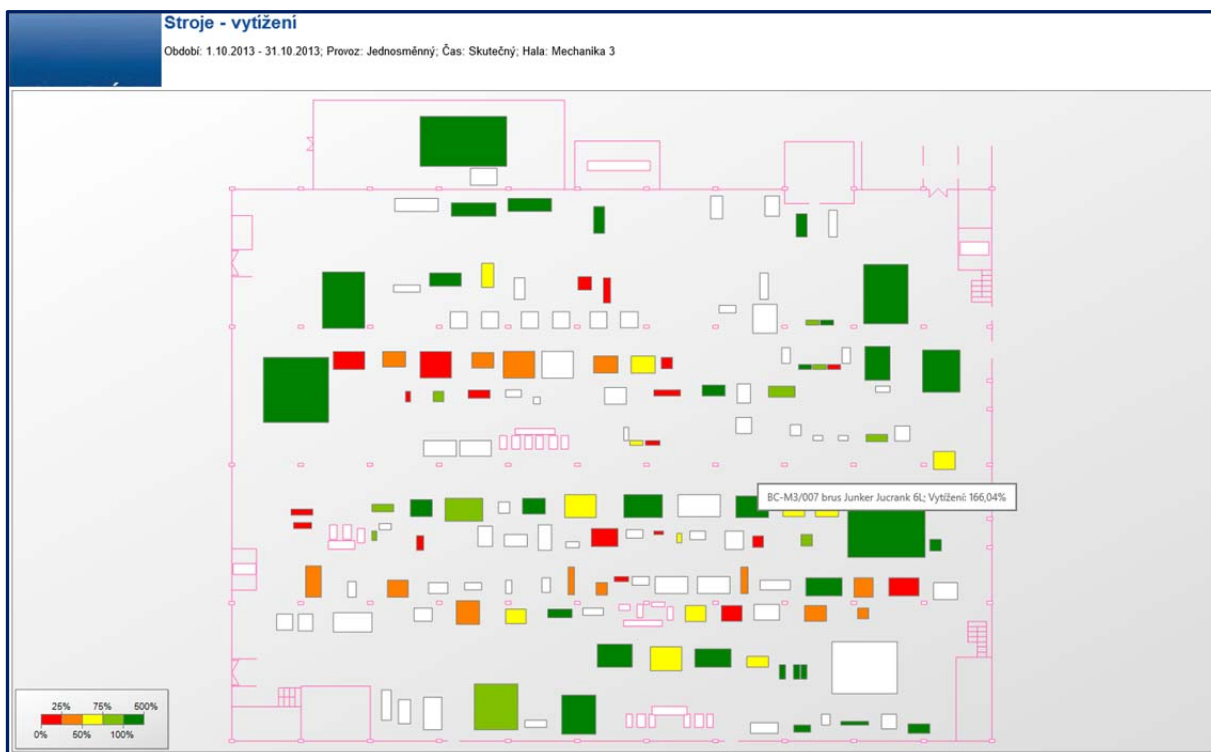 Stroje - vytížení
Období: 1.10.2013 - 31.10.2013; Provoz: Jednosměnný; Čas: Skutečný; Hala: Mechanika 3
BC-M3/007 brus Junker Jucrank 6L; Vytížení: 166,04%
25% 75% 500%
0% 50% 100%